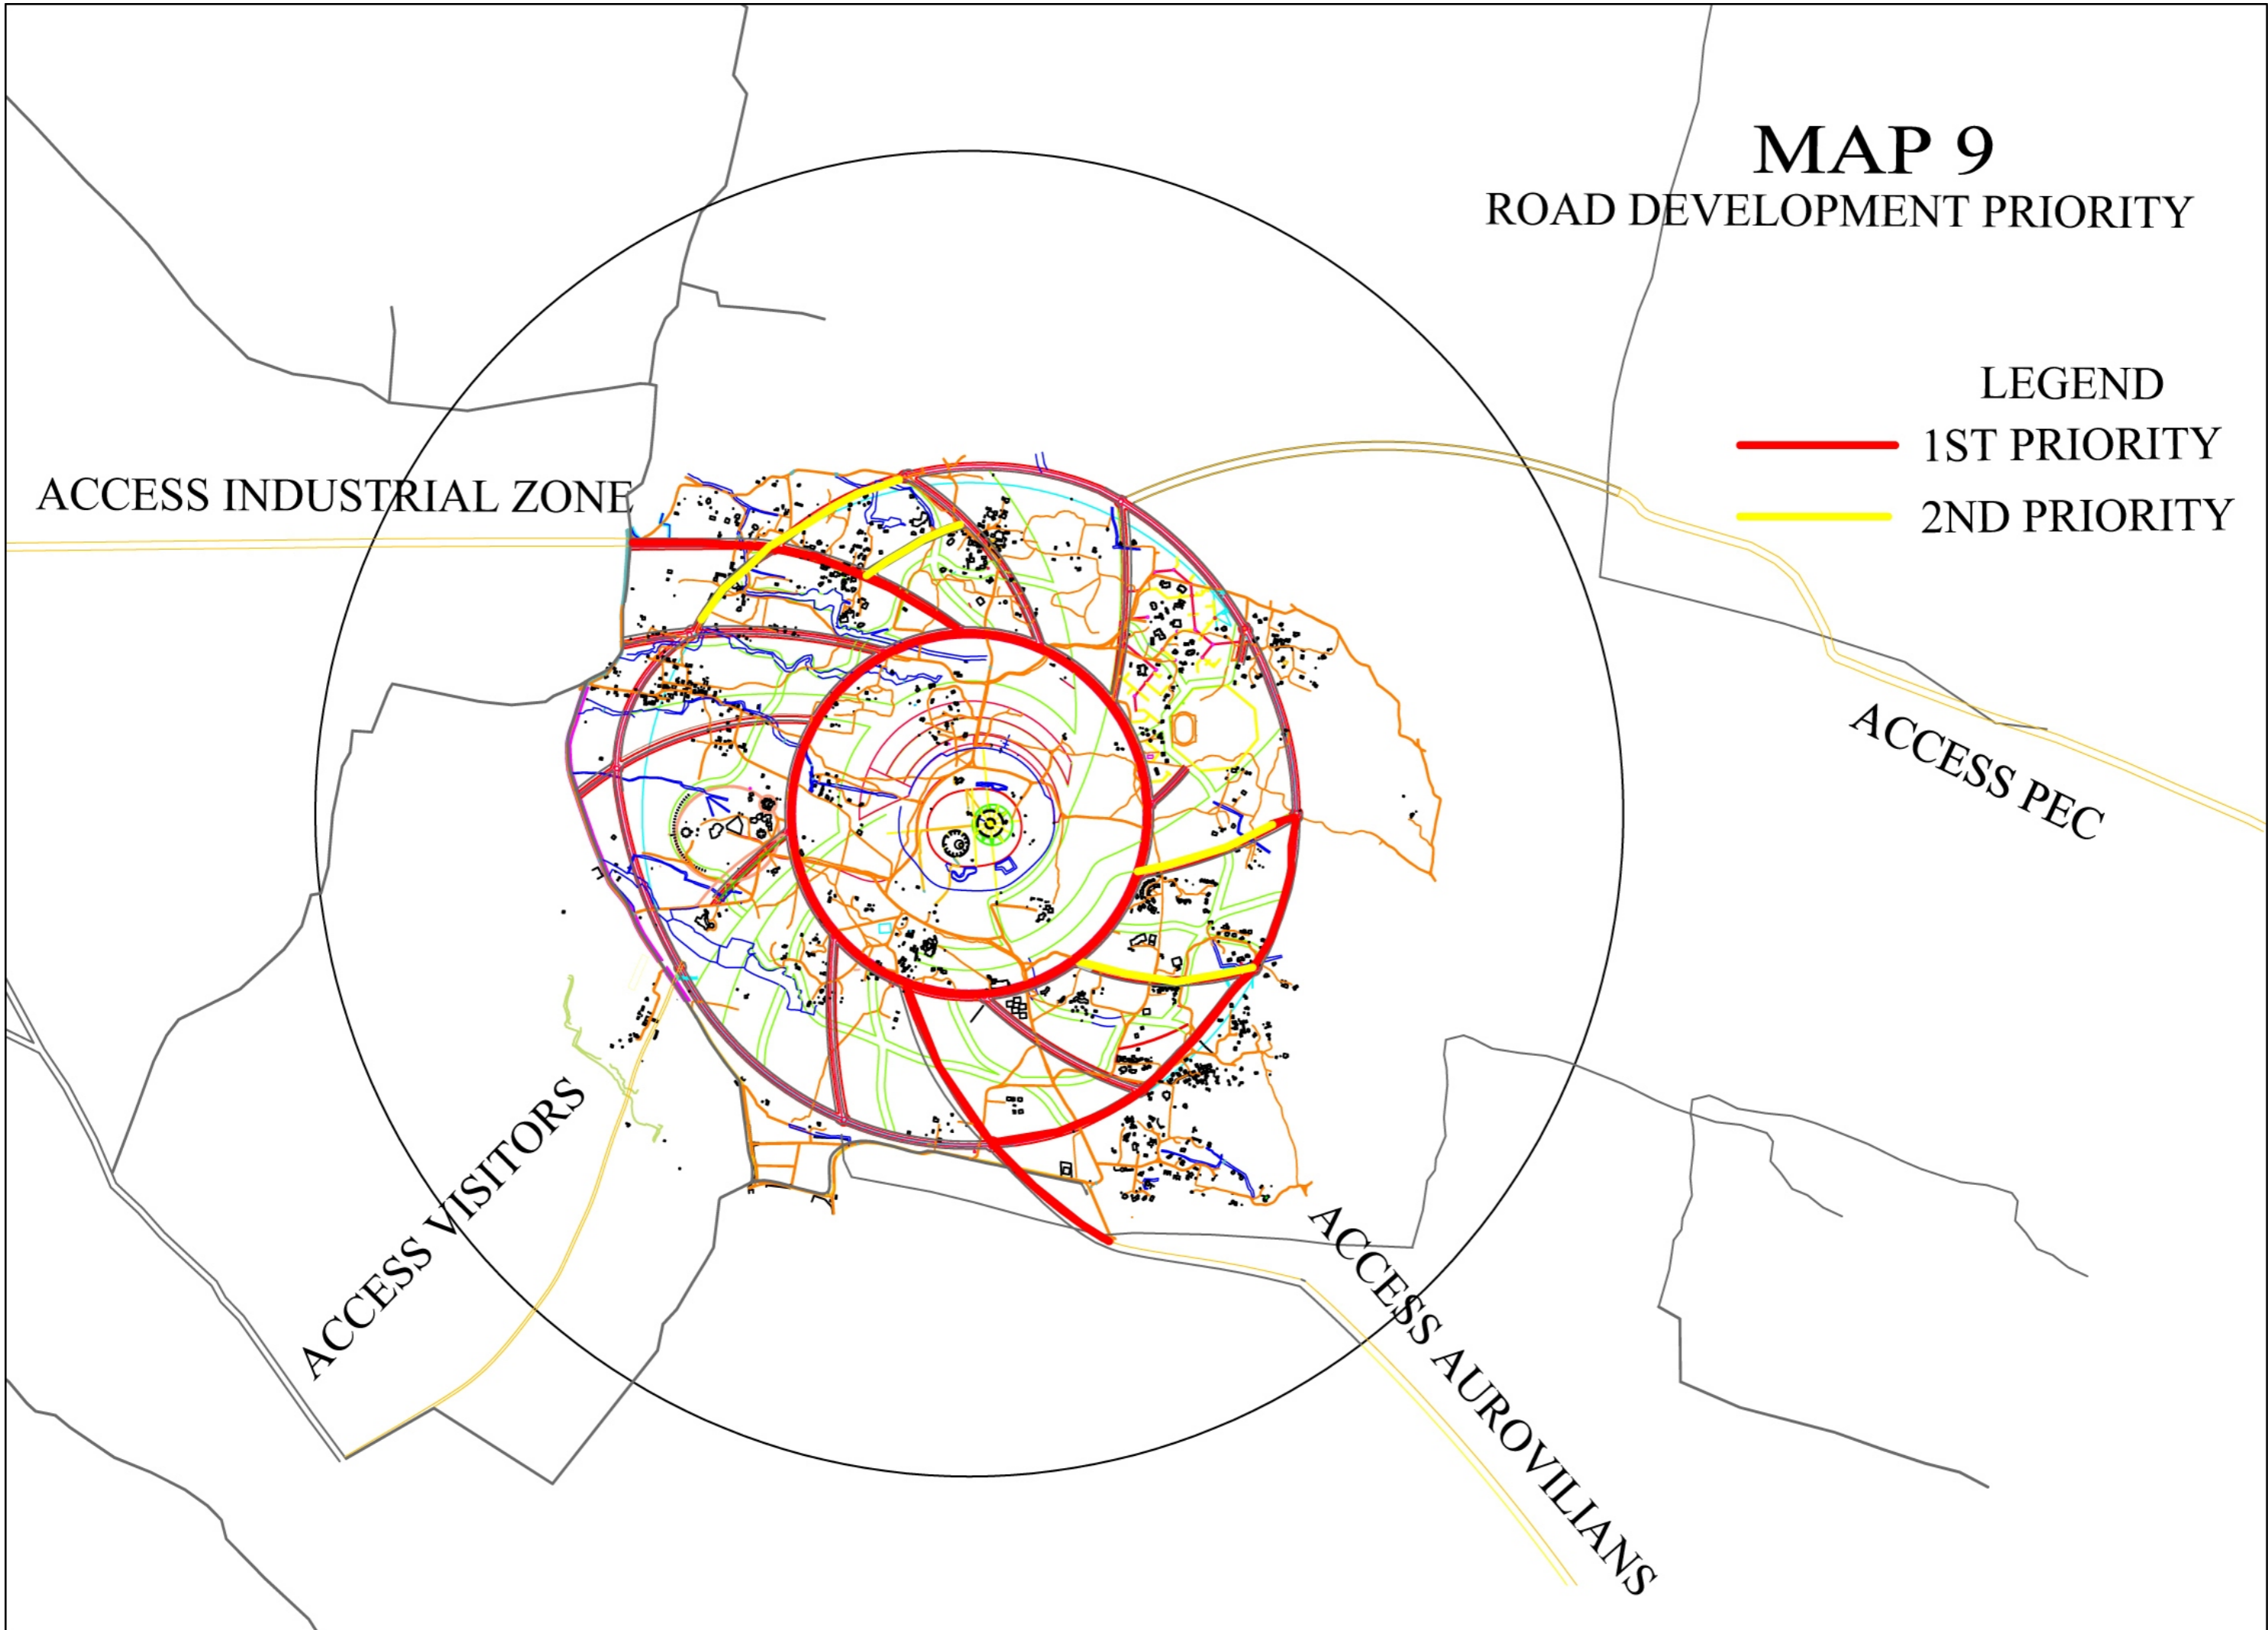 MAP 9
ROAD DEVELOPMENT PRIORITY
LEGEND
1ST PRIORITY
2ND PRIORITY
ACCESS INDUSTRIAL ZONE
ACCESS PEC
ACCESS VISITORS
ACCESS AUROVILIANS